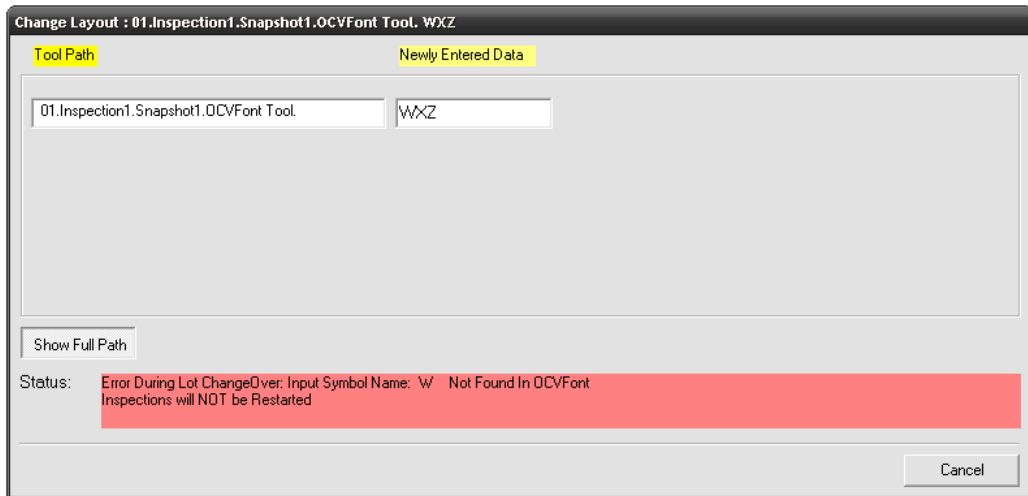 Change Layout : 01.Inspection1.Snapshot1.OCVFont Tool. WXZ
Tool Path Newly Entered Data
01.Inspection1.Snapshot1.OCVFont Tool. WXZ
Show Full Path
Status: Error During Lot ChangeOver: Input Symbol Name: W Not Found In OCVFont
Inspections will NOT be Restarted
Cancel